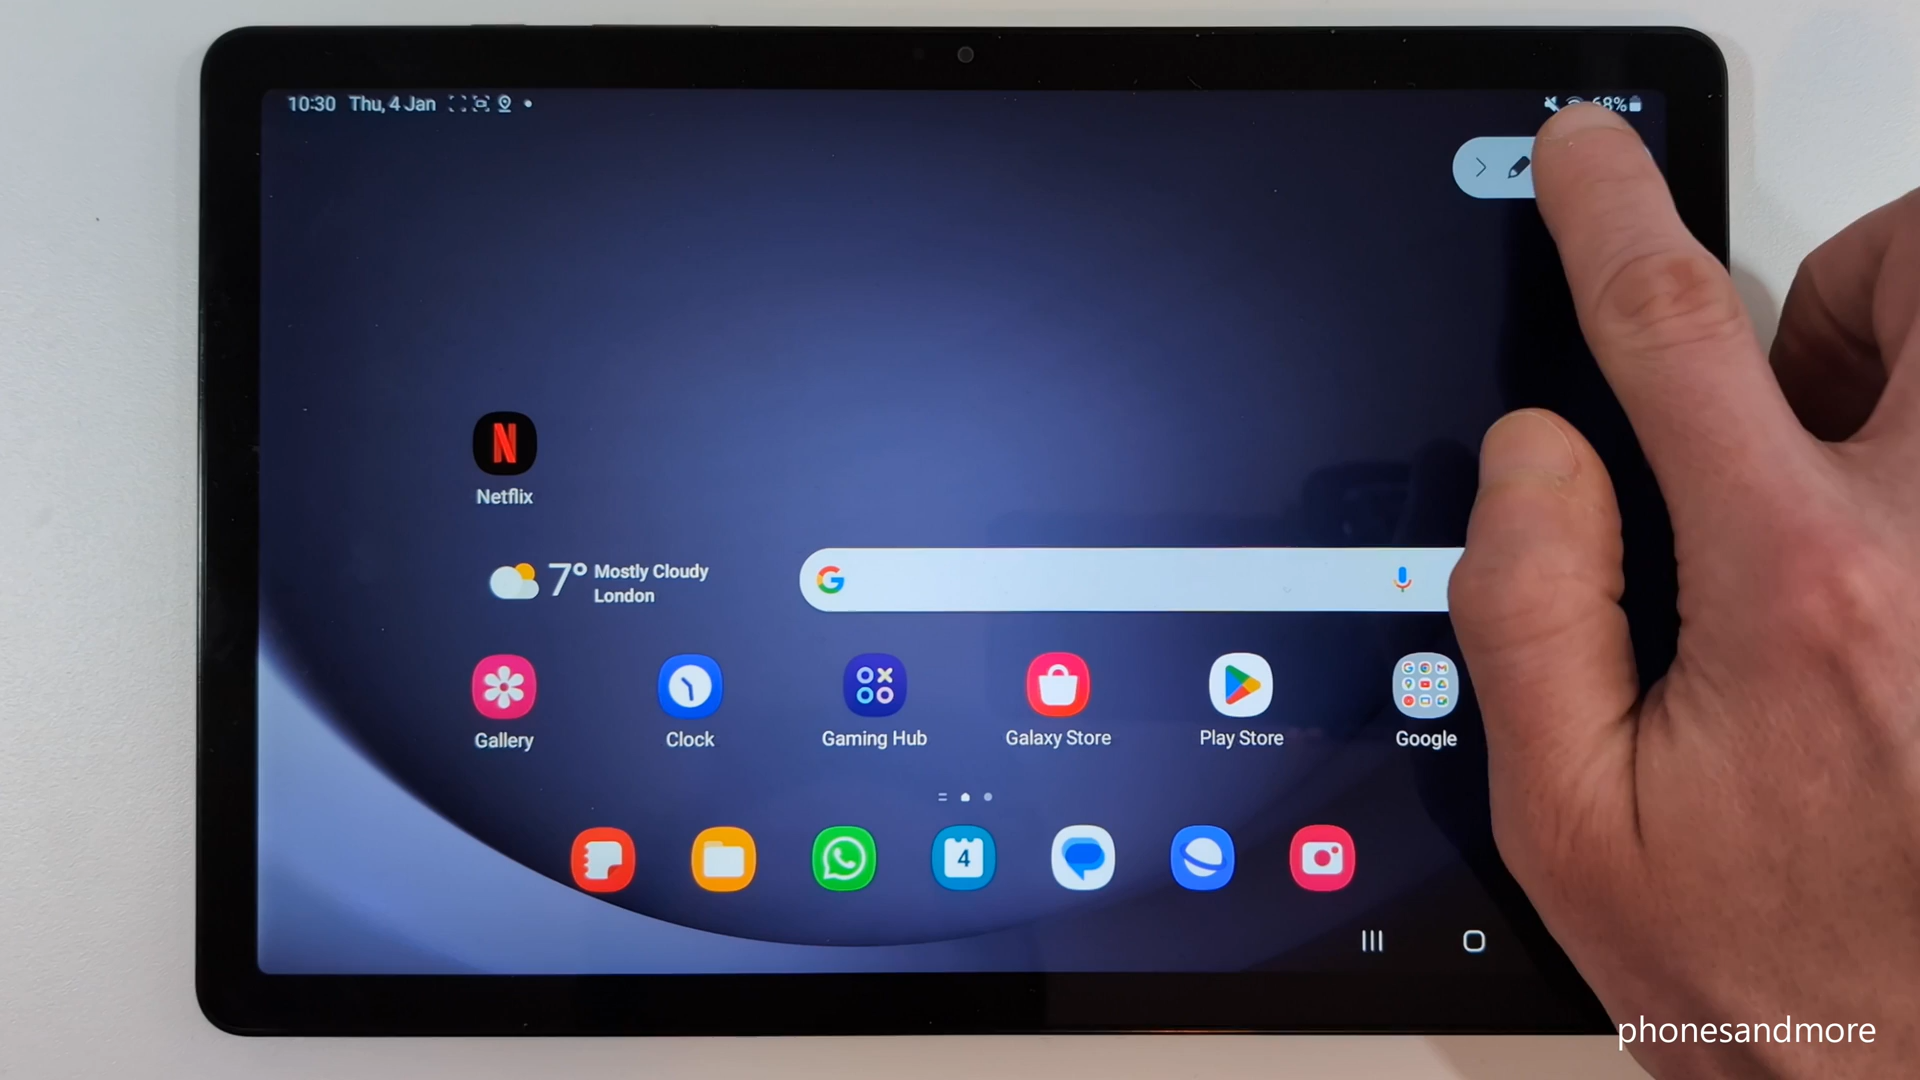 10:30 Thu, 4 Jan
68%
Netflix
7° Mostly Cloudy
London
Gallery Clock Gaming Hub Galaxy Store Play Store Google
4
phonesandmore